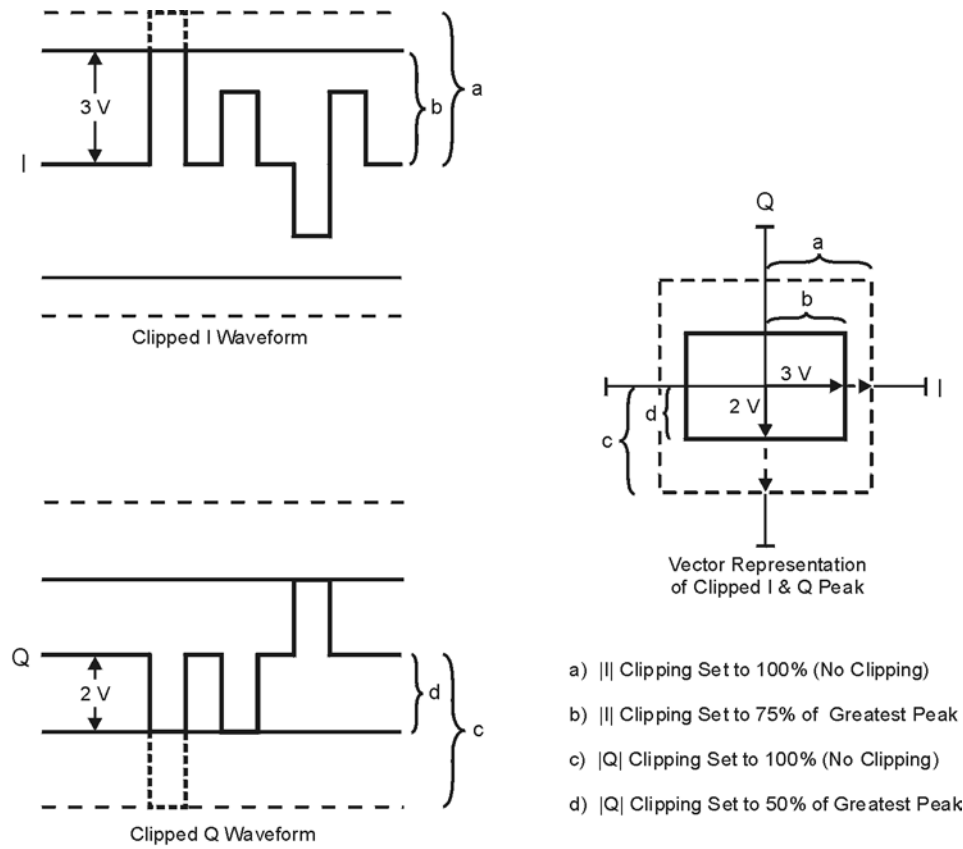 3 V
b
a
I
Clipped I Waveform
Q
a
b
3 V
I
2 V
d
c
Vector Representation
of Clipped I & Q Peak
Q
2 V
d
c
Clipped Q Waveform
a) |I| Clipping Set to 100% (No Clipping)
b) |I| Clipping Set to 75% of Greatest Peak
c) |Q| Clipping Set to 100% (No Clipping)
d) |Q| Clipping Set to 50% of Greatest Peak